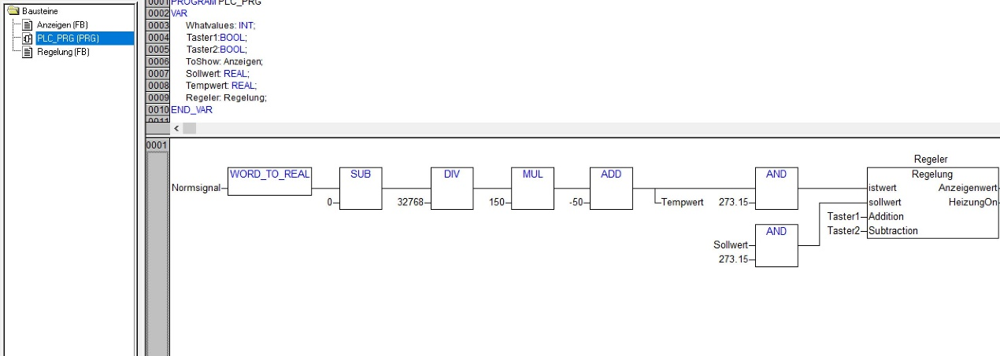 Bausteine
Anzeigen (FB)
PLC_PRG (PRG)
Regelung (FB)
0001 PROGRAM PLC_PRG
0002 VAR
0003 Whatvalues: INT;
0004 Taster1:BOOL;
0005 Taster2:BOOL;
0006 ToShow: Anzeigen;
0007 Sollwert: REAL;
0008 Tempwert: REAL;
0009 Regeler: Regelung;
0010 END_VAR
0011
0001
Regeler
WORD_TO_REAL SUB DIV MUL ADD AND Regelung
Normsignal istwert Anzeigenwert
0 32768 150 -50 Tempwert 273.15 sollwert HeizungOn
Taster1 Addition
AND Taster2 Subtraction
Sollwert
273.15